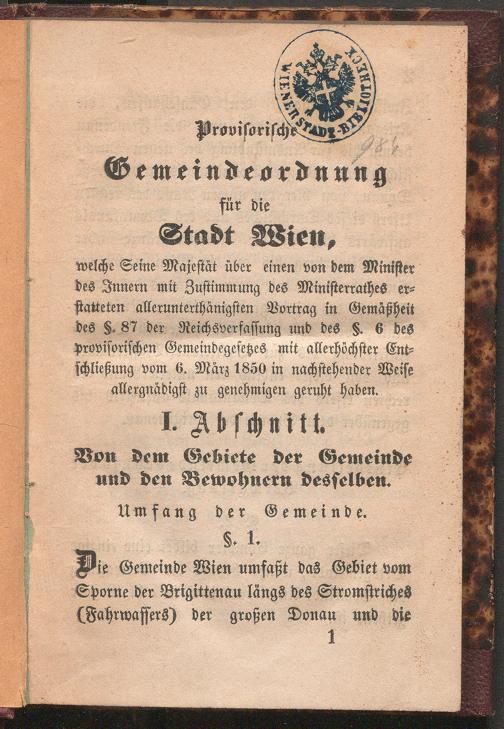 WIENER STADT-BIBLIOTHECK
Provisorische
986
Gemeindeordnung
für die
Stadt Wien,
welche Seine Majestät über einen von dem Minister
des Innern mit Zustimmung des Ministerrathes er-
statteten allerunterthänigsten Vortrag in Gemäßheit
des §. 87 der Reichsverfassung und des §. 6 des
provisorischen Gemeindegesetzes mit allerhöchster Ent-
schließung vom 6. März 1850 in nachstehender Weise
allergnädigst zu genehmigen geruht haben.
I. Abschnitt.
Von dem Gebiete der Gemeinde
und den Bewohnern desselben.
Umfang der Gemeinde.
§. 1.
Die Gemeinde Wien umfaßt das Gebiet vom
Sporne der Brigittenau längs des Stromstriches
(Fahrwassers) der großen Donau und die
1